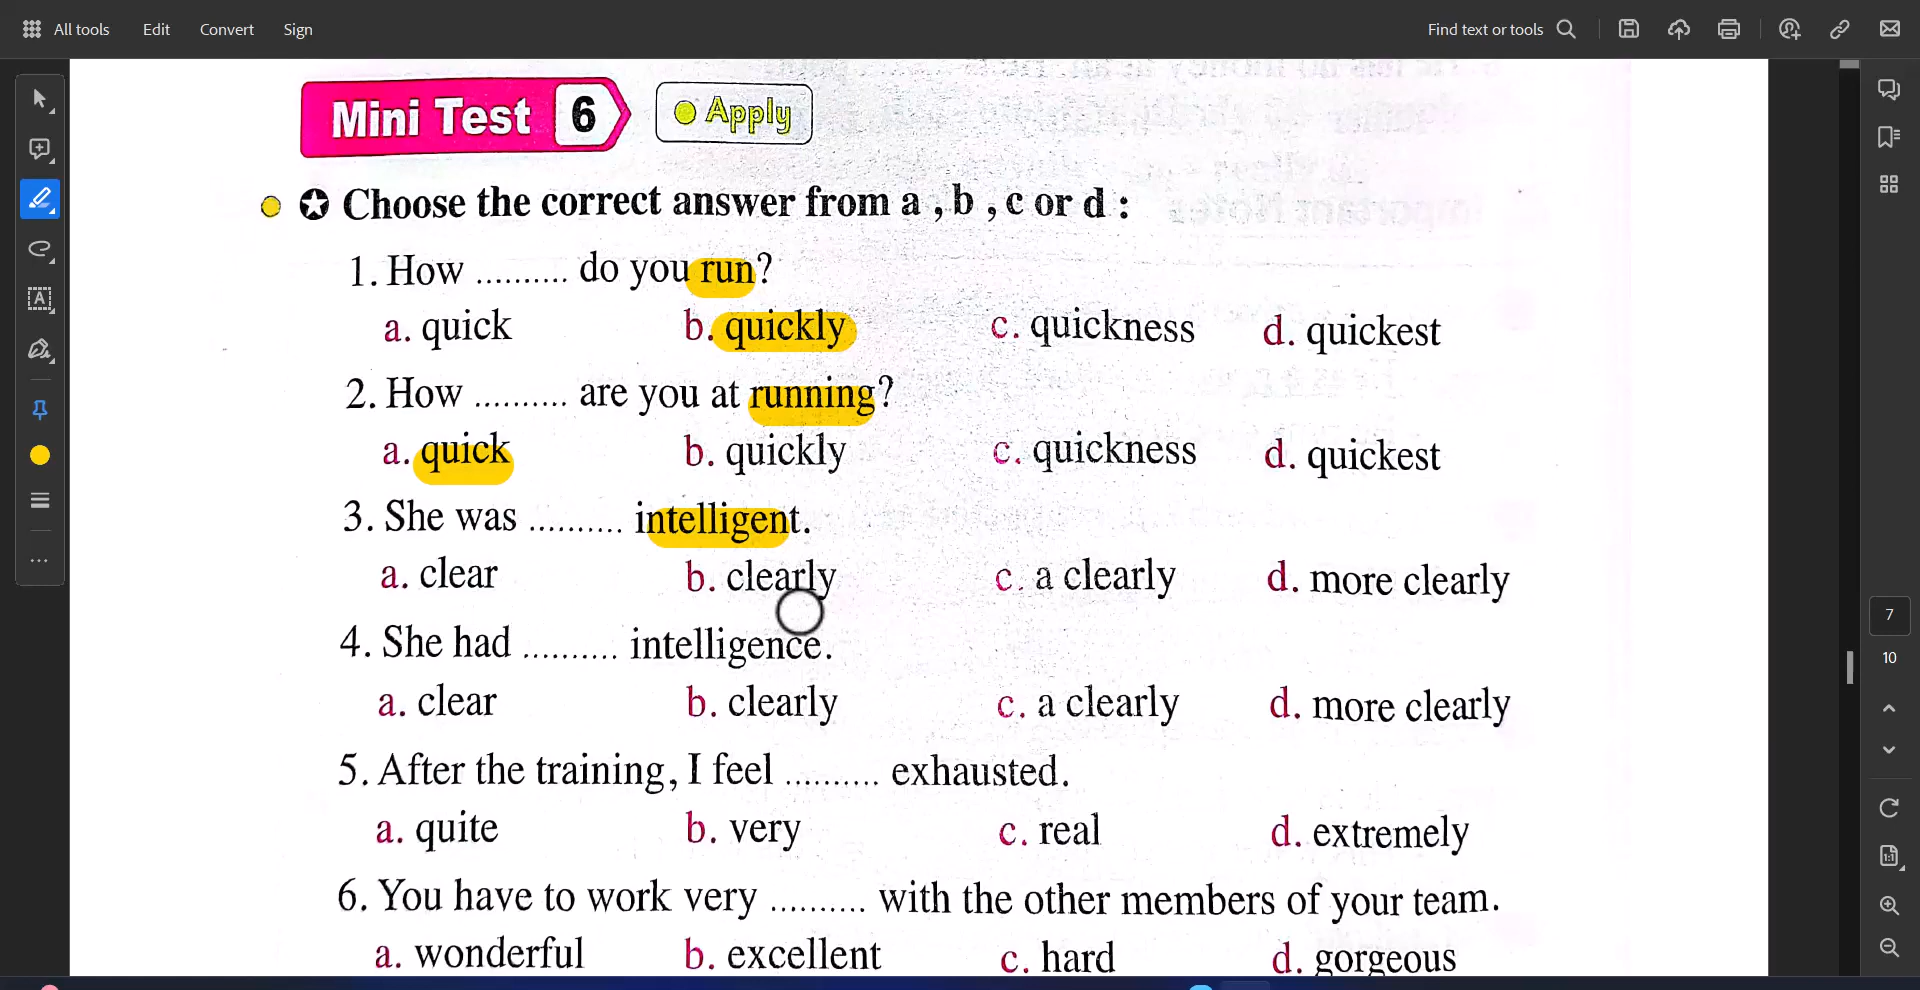 All tools Edit Convert Sign Find text or tools
Mini Test 6 Apply
Choose the correct answer from a , b , c or d :
1. How .......... do you run?
a. quick b. quickly c. quickness d. quickest
2. How .......... are you at running?
a. quick b. quickly c. quickness d. quickest
3. She was .......... intelligent.
a. clear b. clearly c. a clearly d. more clearly
4. She had .......... intelligence.
a. clear b. clearly c. a clearly d. more clearly
5. After the training, I feel .......... exhausted.
a. quite b. very c. real d. extremely
6. You have to work very .......... with the other members of your team.
a. wonderful b. excellent c. hard d. gorgeous
7
10